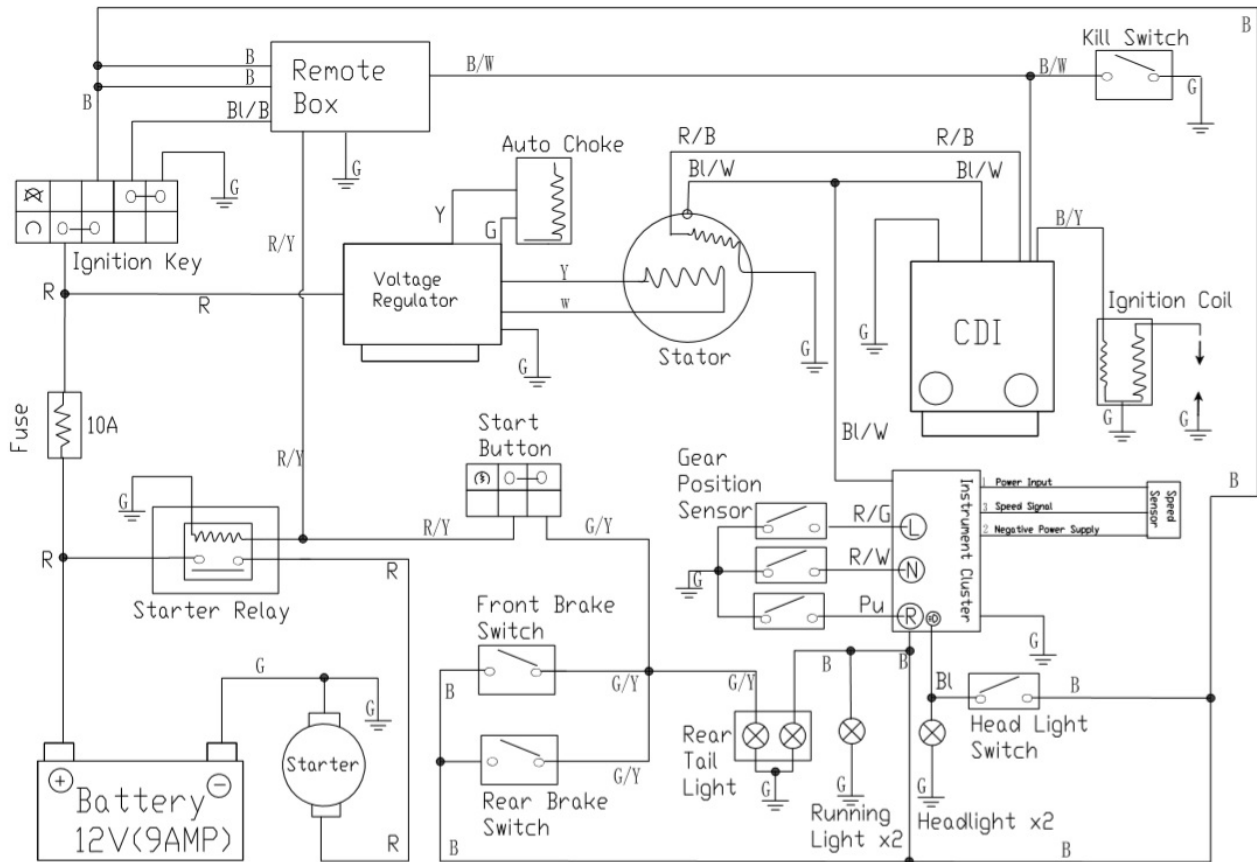 B
Remote
Box
B
B
B
Bl/B
B/W
B/W
Kill Switch
G
G
G
Auto Choke
R/B
R/B
Bl/W
Bl/W
Y
G
B/Y
Ignition Key
R/Y
R
R
Voltage
Regulator
Y
W
Stator
G
G
G
CDI
Ignition Coil
G
G
Fuse
10A
R/Y
Start
Button
Bl/W
Gear
Position
Sensor
Instrument Cluster
1 Power Input
3 Speed Signal
2 Negative Power Supply
Speed
Sensor
B
G
R/Y
G/Y
R/G
L
R/W
N
G
Pu
R
R
R
Starter Relay
Front Brake
Switch
B
G/Y
G/Y
B
B
Bl
B
G
G
G
Head Light
Switch
Rear
Tail
Light
Starter
+
−
Battery
12V(9AMP)
R
G/Y
Rear Brake
Switch
G
G
G
Running
Light x2
Headlight x2
B
B